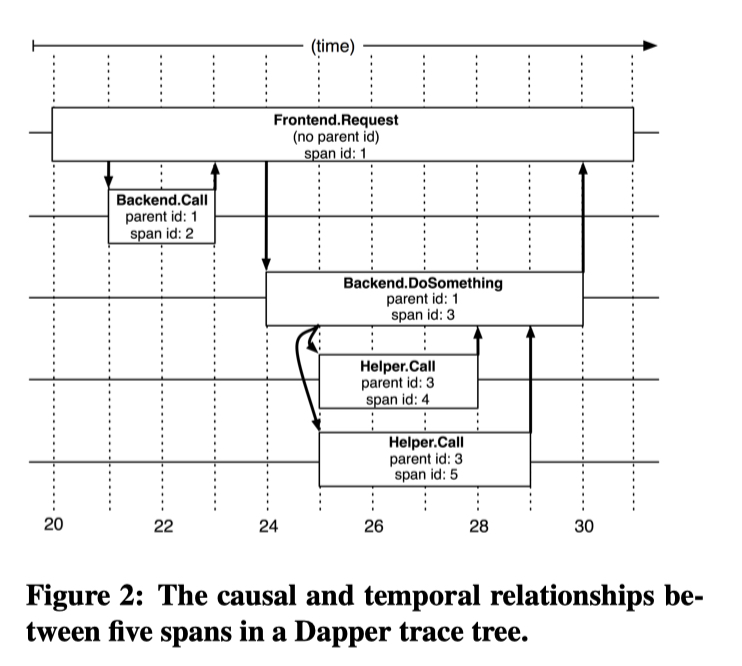 (time)
Frontend.Request
(no parent id)
span id: 1
Backend.Call
parent id: 1
span id: 2
Backend.DoSomething
parent id: 1
span id: 3
Helper.Call
parent id: 3
span id: 4
Helper.Call
parent id: 3
span id: 5
20 22 24 26 28 30
Figure 2: The causal and temporal relationships be-
tween five spans in a Dapper trace tree.